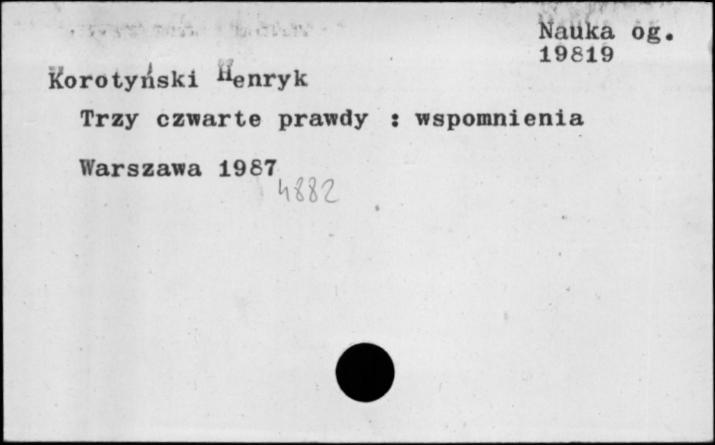 Nauka og.
19819
Korotyński Henryk
Trzy czwarte prawdy : wspomnienia
Warszawa 1987
4882